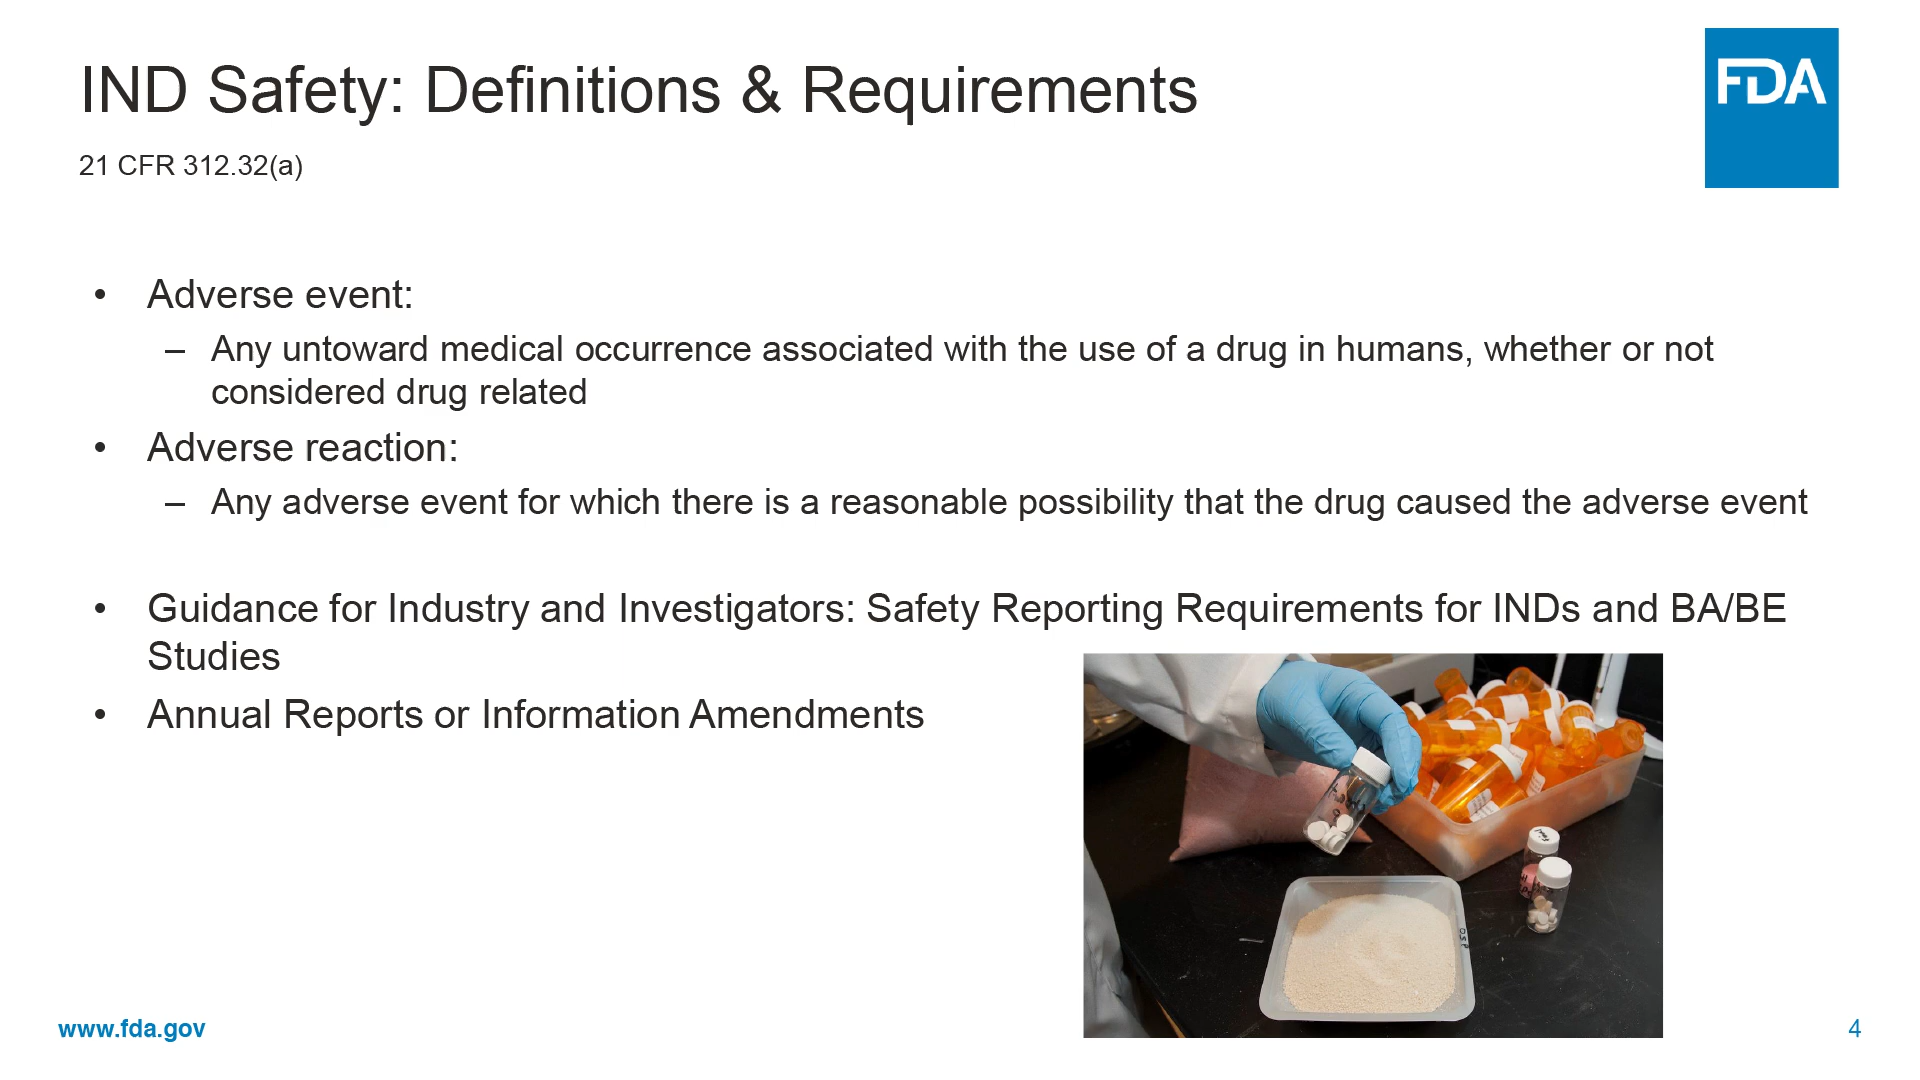 IND Safety: Definitions & Requirements
FDA
21 CFR 312.32(a)
• Adverse event:
– Any untoward medical occurrence associated with the use of a drug in humans, whether or not
considered drug related
• Adverse reaction:
– Any adverse event for which there is a reasonable possibility that the drug caused the adverse event
• Guidance for Industry and Investigators: Safety Reporting Requirements for INDs and BA/BE
Studies
• Annual Reports or Information Amendments
www.fda.gov
4